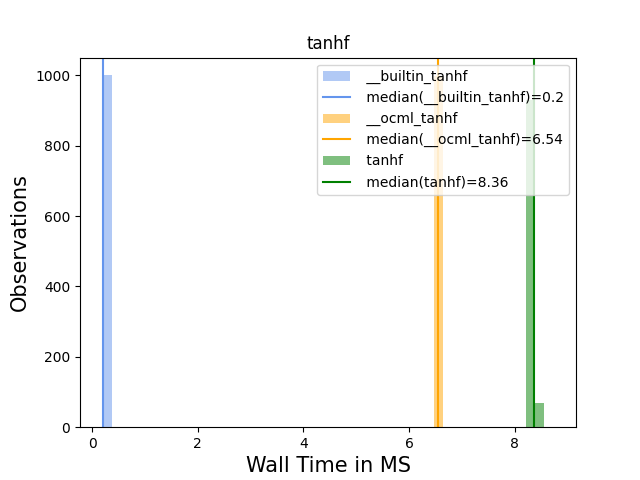 tanhf
1000
800
600
400
200
0
Observations
__builtin_tanhf
median(__builtin_tanhf)=0.2
__ocml_tanhf
median(__ocml_tanhf)=6.54
tanhf
median(tanhf)=8.36
0 2 4 6 8
Wall Time in MS